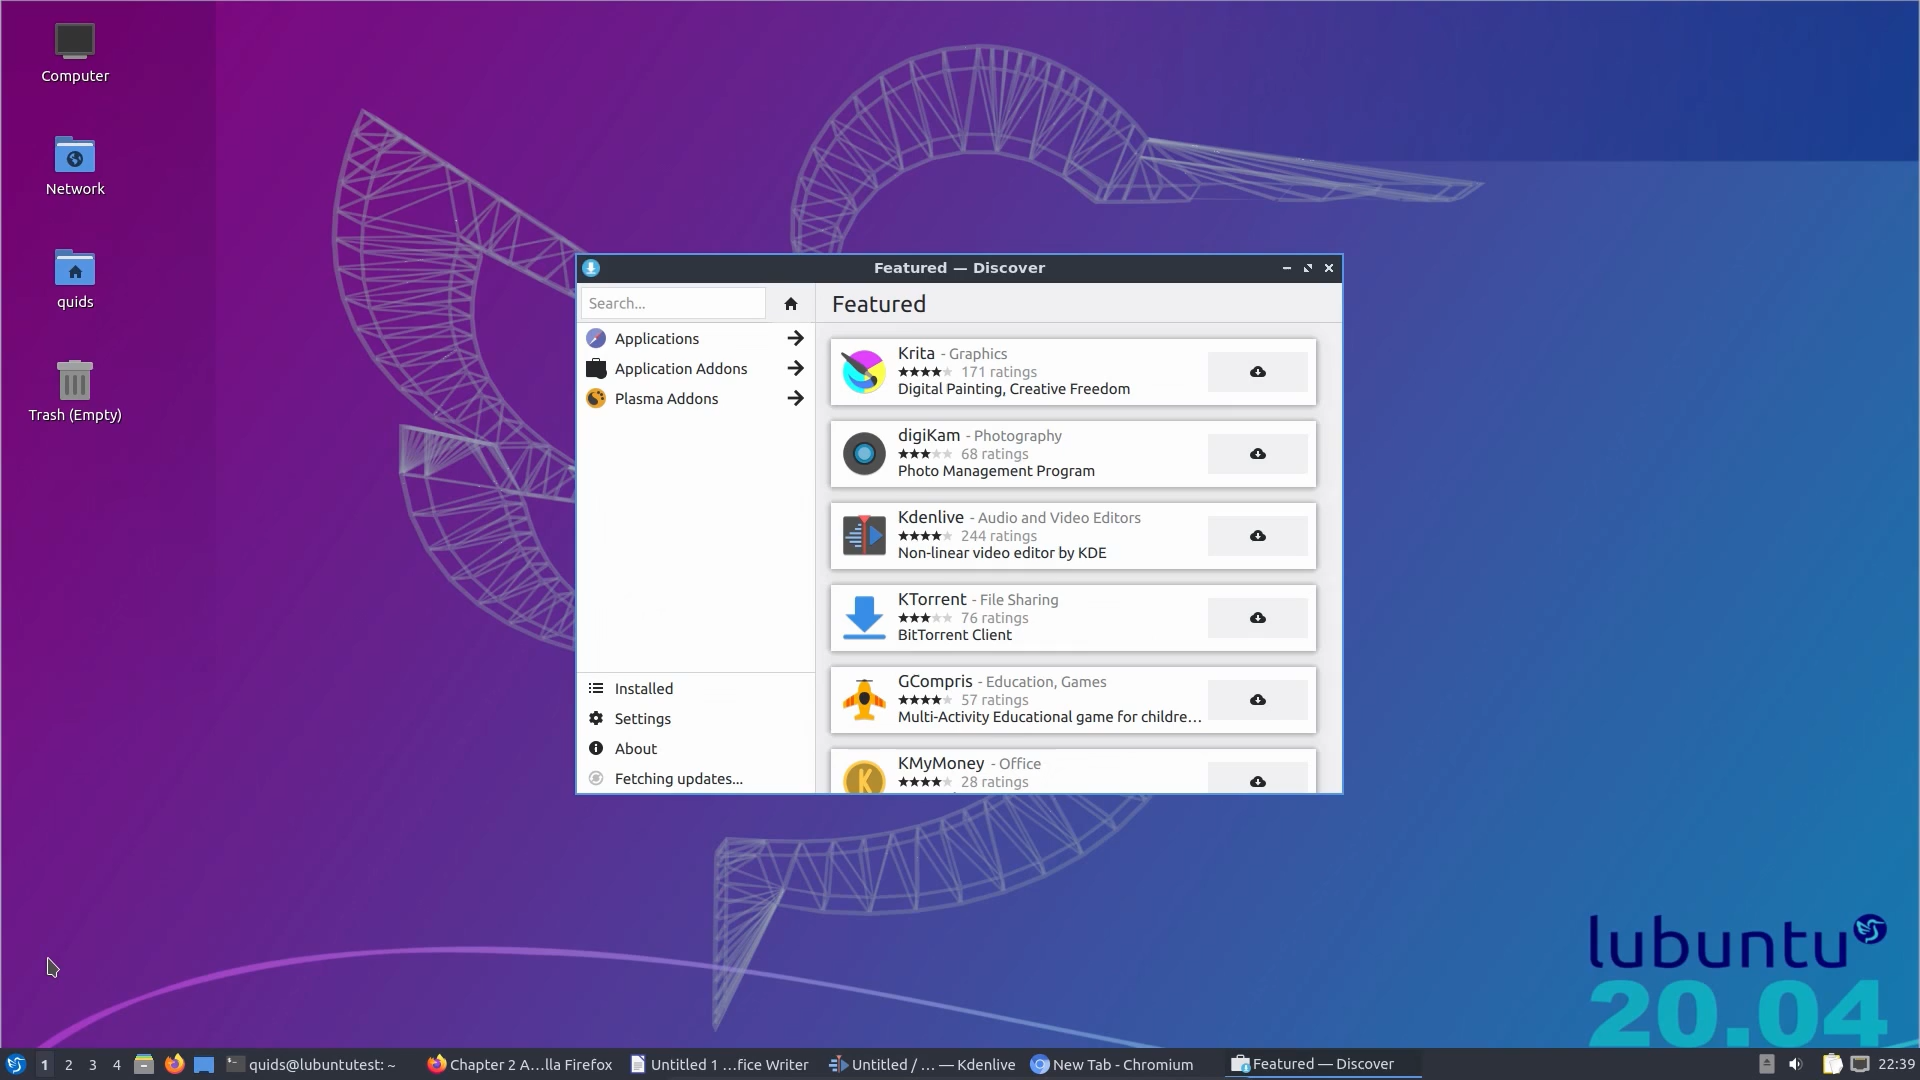 Computer
Network
quids
Trash (Empty)
Featured — Discover
Search...
Featured
Applications
Application Addons
Plasma Addons
Krita - Graphics
171 ratings
Digital Painting, Creative Freedom
digiKam - Photography
68 ratings
Photo Management Program
Kdenlive - Audio and Video Editors
244 ratings
Non-linear video editor by KDE
KTorrent - File Sharing
76 ratings
BitTorrent Client
GCompris - Education, Games
57 ratings
Multi-Activity Educational game for childre…
KMyMoney - Office
28 ratings
K
Installed
Settings
About
Fetching updates...
lubuntu
20.04
1 2 3 4 quids@lubuntutest: ~ Chapter 2 A…lla Firefox Untitled 1 …fice Writer Untitled / … — Kdenlive New Tab - Chromium Featured — Discover 22:39